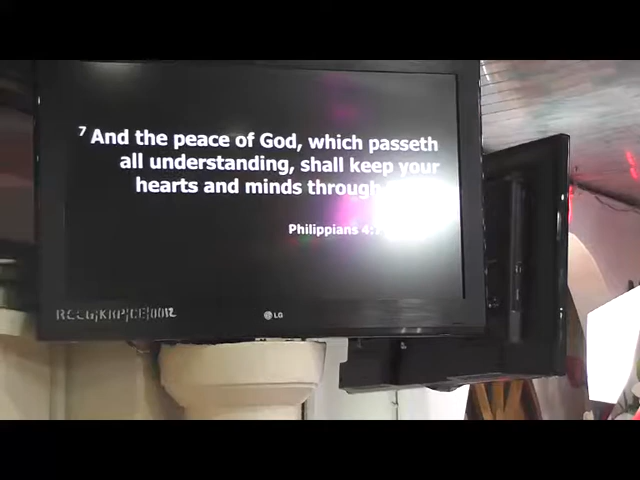 7 And the peace of God, which passeth
all understanding, shall keep your
hearts and minds through
Philippians 4:7
LG